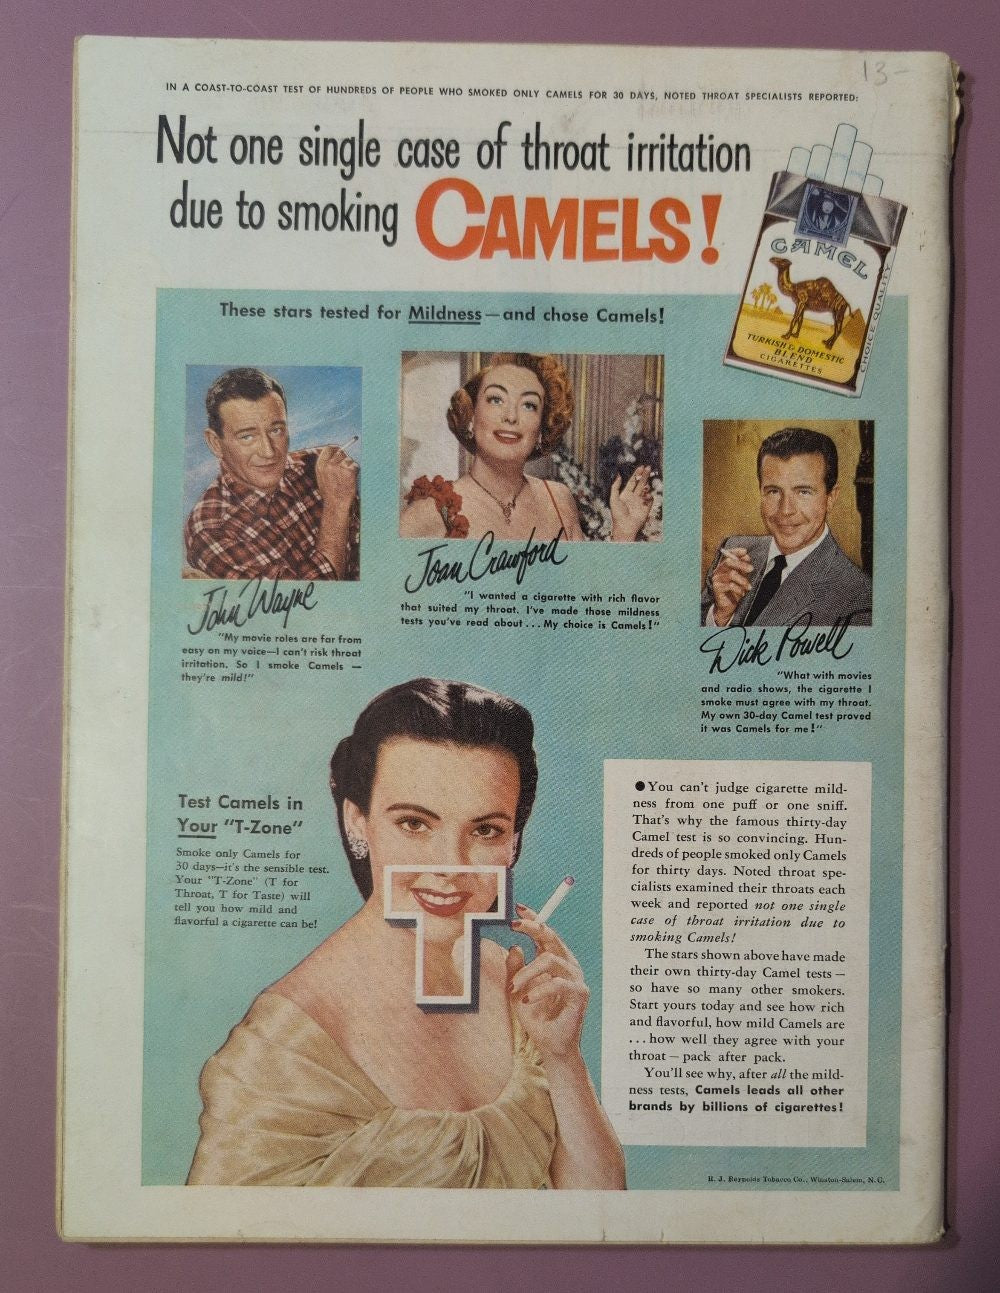 13-
IN A COAST-TO-COAST TEST OF HUNDREDS OF PEOPLE WHO SMOKED ONLY CAMELS FOR 30 DAYS, NOTED THROAT SPECIALISTS REPORTED:
Not one single case of throat irritation
due to smoking CAMELS!
CAMEL
TURKISH & DOMESTIC
BLEND
CIGARETTES
CHOICE QUALITY
These stars tested for Mildness—and chose Camels!
John Wayne
"My movie roles are far from
easy on my voice—I can't risk throat
irritation. So I smoke Camels —
they're mild!"
Joan Crawford
"I wanted a cigarette with rich flavor
that suited my throat. I've made those mildness
tests you've read about... My choice is Camels!"
Dick Powell
"What with movies
and radio shows, the cigarette I
smoke must agree with my throat.
My own 30-day Camel test proved
it was Camels for me!"
Test Camels in
Your "T-Zone"
Smoke only Camels for
30 days—it's the sensible test.
Your "T-Zone" (T for
Throat, T for Taste) will
tell you how mild and
flavorful a cigarette can be!
T
●You can't judge cigarette mild-
ness from one puff or one sniff.
That's why the famous thirty-day
Camel test is so convincing. Hun-
dreds of people smoked only Camels
for thirty days. Noted throat spe-
cialists examined their throats each
week and reported not one single
case of throat irritation due to
smoking Camels!
The stars shown above have made
their own thirty-day Camel tests —
so have so many other smokers.
Start yours today and see how rich
and flavorful, how mild Camels are
...how well they agree with your
throat — pack after pack.
You'll see why, after all the mild-
ness tests, Camels leads all other
brands by billions of cigarettes!
R. J. Reynolds Tobacco Co., Winston-Salem, N.C.